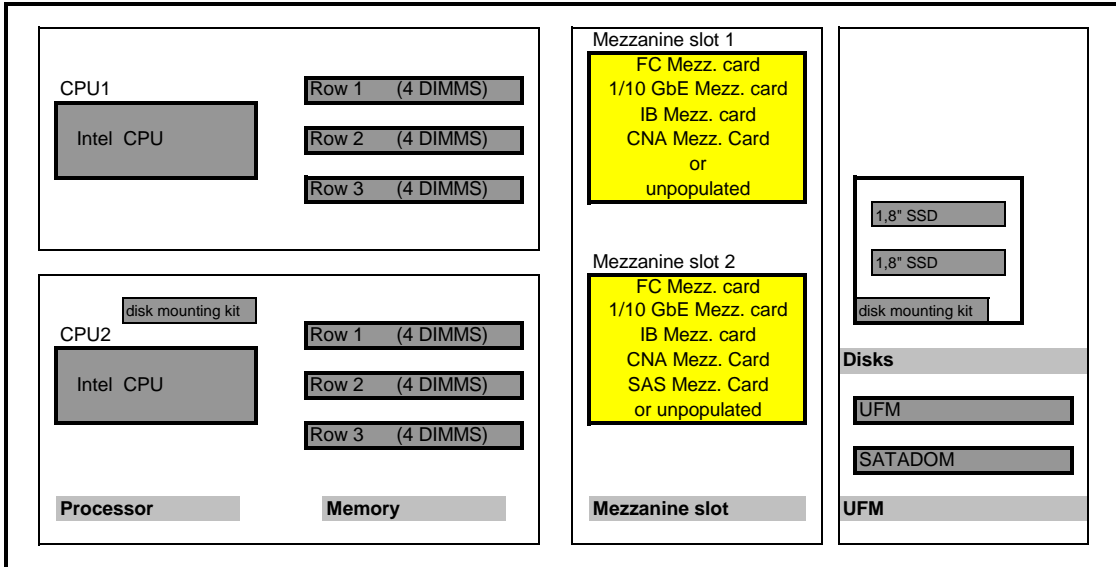 CPU1
Intel CPU
Row 1 (4 DIMMS)
Row 2 (4 DIMMS)
Row 3 (4 DIMMS)
disk mounting kit
CPU2
Intel CPU
Row 1 (4 DIMMS)
Row 2 (4 DIMMS)
Row 3 (4 DIMMS)
Processor
Memory
Mezzanine slot 1
FC Mezz. card
1/10 GbE Mezz. card
IB Mezz. card
CNA Mezz. Card
or
unpopulated
Mezzanine slot 2
FC Mezz. card
1/10 GbE Mezz. card
IB Mezz. card
CNA Mezz. Card
SAS Mezz. Card
or unpopulated
Mezzanine slot
1,8" SSD
1,8" SSD
disk mounting kit
Disks
UFM
SATADOM
UFM